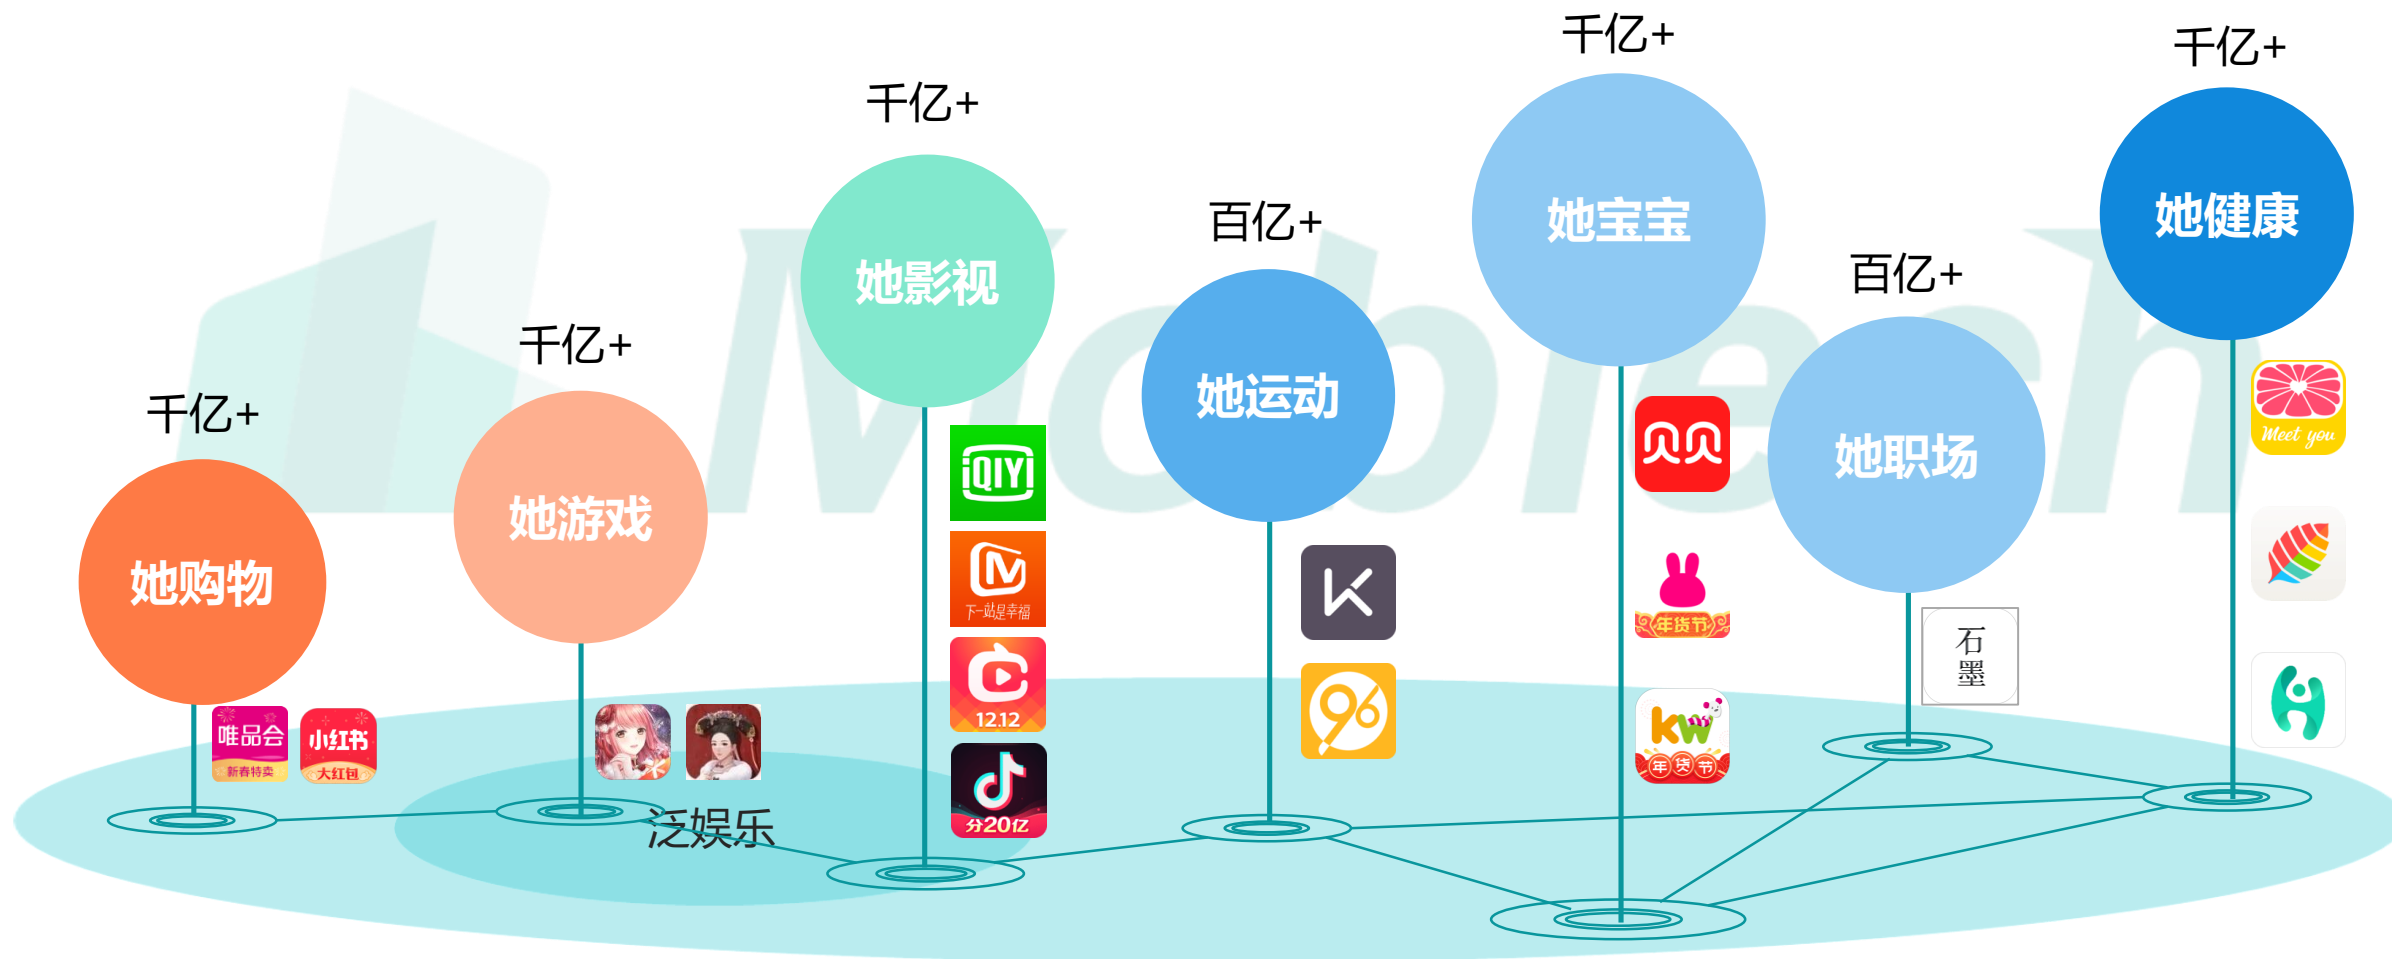 千亿+
她购物
唯品会
新春特卖
小红书
大红包
千亿+
她游戏
泛娱乐
千亿+
她影视
iQIYI
下一站是幸福
12.12
分20亿
百亿+
她运动
96
千亿+
她宝宝
贝贝
年货节
kw
年货节
百亿+
她职场
石
墨
千亿+
她健康
Meet you
MobTech